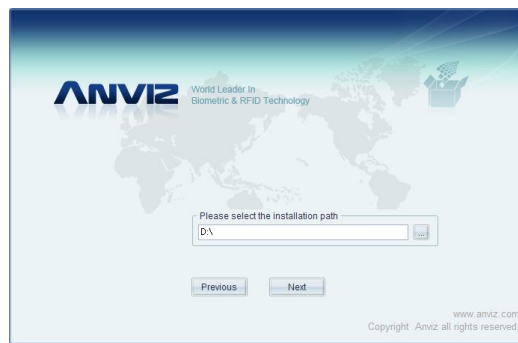 ANVIZ
World Leader In
Biometric & RFID Technology
Please select the installation path
D:\
...
Previous Next
www.anviz.com
Copyright Anviz all rights reserved.